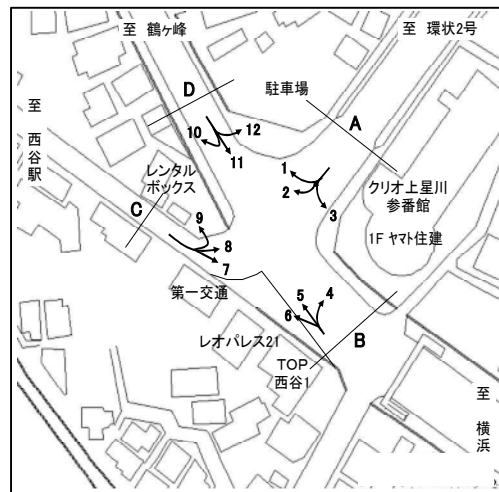 至 鶴ヶ峰
至 環状2号
D
駐車場
A
至 西谷駅
10
12
11
1
2
3
レンタル
ボックス
クリオ上星川
参番館
1F ヤマト住建
C
9
8
7
第一交通
5
4
6
B
レオパレス21
TOP
西谷1
至 横浜